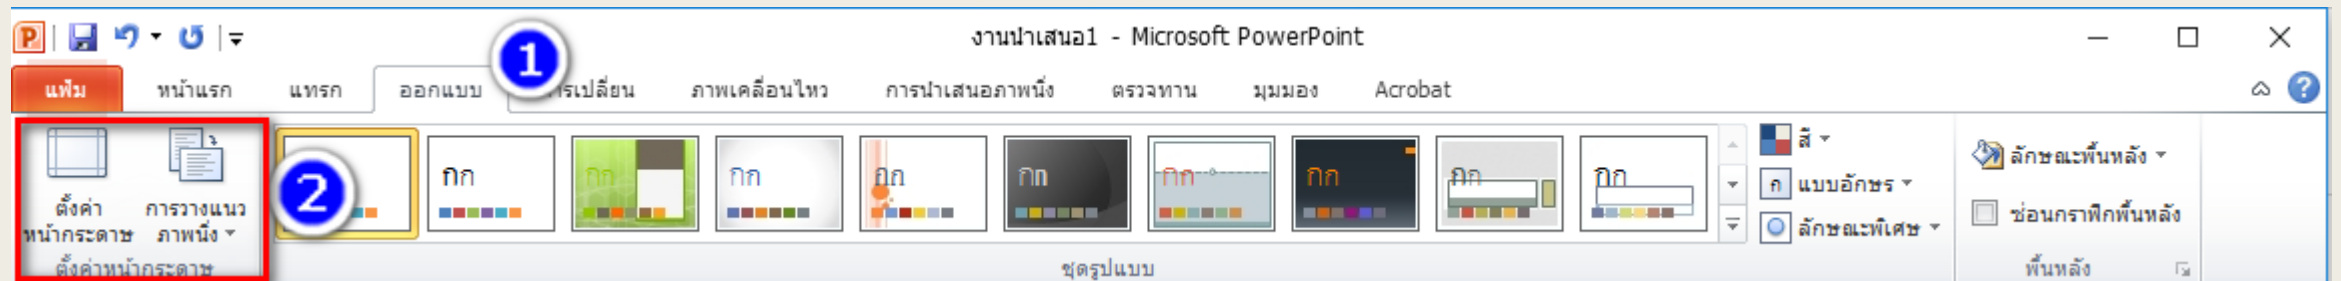 งานนำเสนอ1 - Microsoft PowerPoint
1
แฟ้ม หน้าแรก แทรก ออกแบบ ารเปลี่ยน ภาพเคลื่อนไหว การนำเสนอภาพนิ่ง ตรวจทาน มุมมอง Acrobat
2
ตั้งค่า
หน้ากระดาษ
การวางแนว
ภาพนิ่ง
ตั้งค่าหน้ากระดาษ
กก กก กก กก กก กก กก กก กก
ชุดรูปแบบ
สี
แบบอักษร
ลักษณะพิเศษ
ลักษณะพื้นหลัง
ซ่อนกราฟิกพื้นหลัง
พื้นหลัง